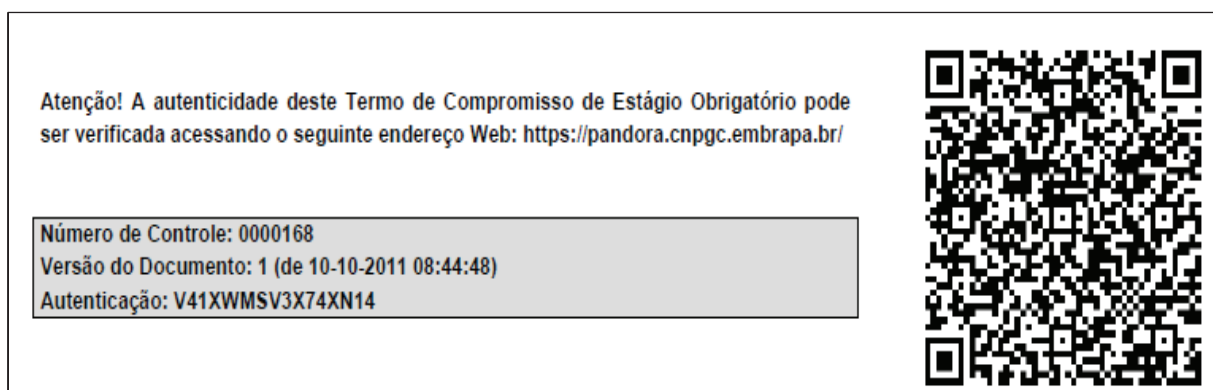 Atenção! A autenticidade deste Termo de Compromisso de Estágio Obrigatório pode
ser verificada acessando o seguinte endereço Web: https://pandora.cnpgc.embrapa.br/
Número de Controle: 0000168
Versão do Documento: 1 (de 10-10-2011 08:44:48)
Autenticação: V41XWMSV3X74XN14